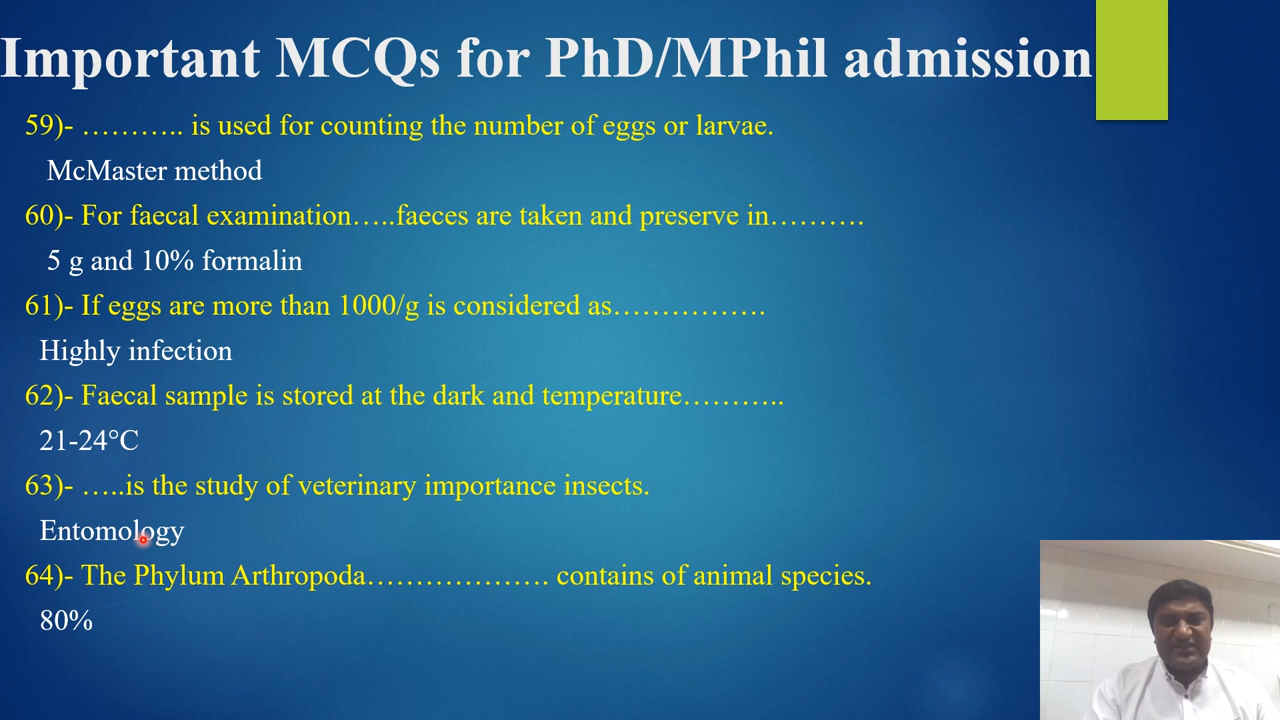 Important MCQs for PhD/MPhil admission
59)- ……….. is used for counting the number of eggs or larvae.
McMaster method
60)- For faecal examination…..faeces are taken and preserve in……….
5 g and 10% formalin
61)- If eggs are more than 1000/g is considered as…………….
Highly infection
62)- Faecal sample is stored at the dark and temperature………..
21-24°C
63)- …..is the study of veterinary importance insects.
Entomology
64)- The Phylum Arthropoda………………. contains of animal species.
80%